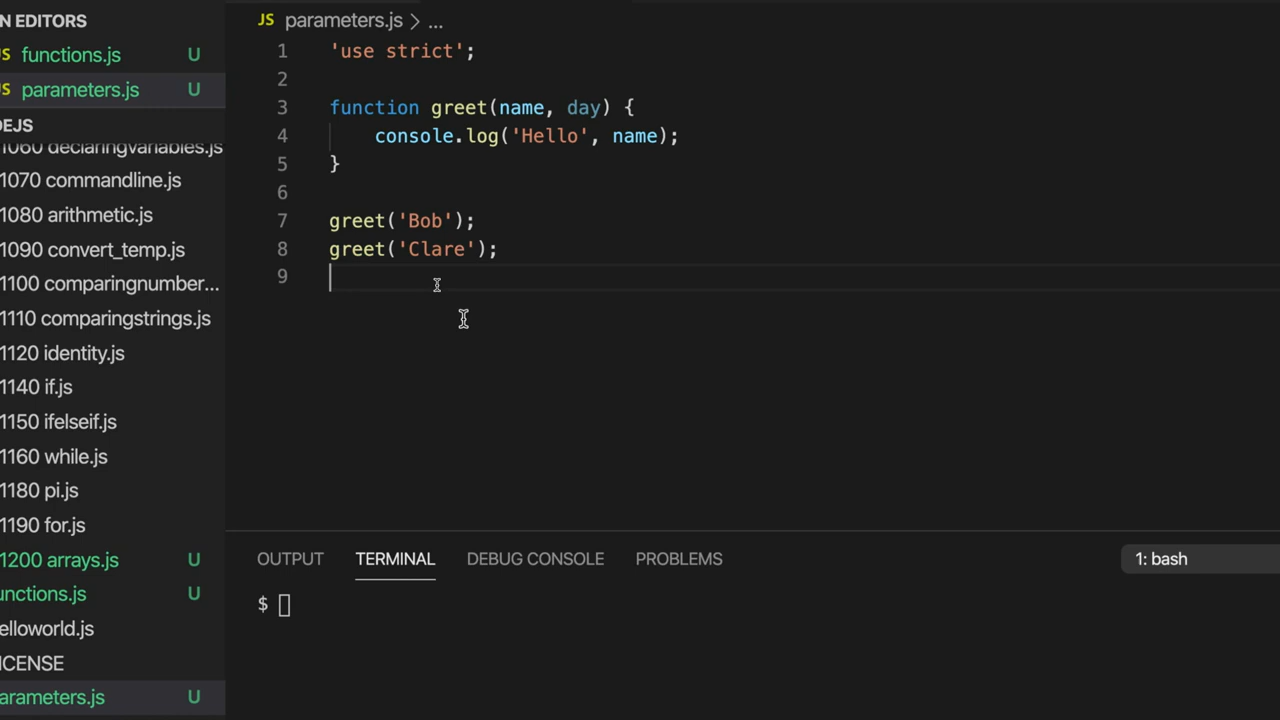 N EDITORS
JS functions.js U
JS parameters.js U
DEJS
1060 declaringvariables.js
1070 commandline.js
1080 arithmetic.js
1090 convert_temp.js
1100 comparingnumber...
1110 comparingstrings.js
1120 identity.js
1140 if.js
1150 ifelseif.js
1160 while.js
1180 pi.js
1190 for.js
1200 arrays.js U
unctions.js U
elloworld.js
ICENSE
arameters.js U
JS parameters.js > ...
1 'use strict';
2
3 function greet(name, day) {
4 console.log('Hello', name);
5 }
6
7 greet('Bob');
8 greet('Clare');
9
OUTPUT TERMINAL DEBUG CONSOLE PROBLEMS 1: bash
$